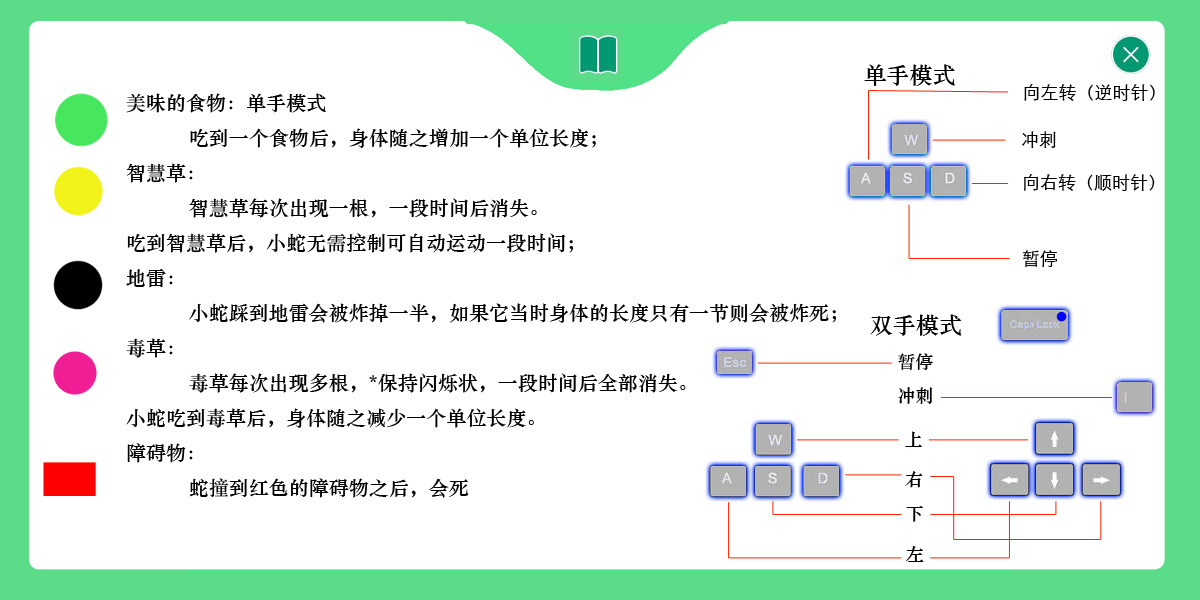 美味的食物：单手模式
吃到一个食物后，身体随之增加一个单位长度；
智慧草：
智慧草每次出现一根，一段时间后消失。
吃到智慧草后，小蛇无需控制可自动运动一段时间；
地雷：
小蛇踩到地雷会被炸掉一半，如果它当时身体的长度只有一节则会被炸死；
毒草：
毒草每次出现多根，*保持闪烁状，一段时间后全部消失。
小蛇吃到毒草后，身体随之减少一个单位长度。
障碍物：
蛇撞到红色的障碍物之后，会死
单手模式
向左转（逆时针）
W
冲刺
A S D
向右转（顺时针）
暂停
双手模式
Caps Lock
Esc
暂停
冲刺
W
上
A S D
右
下
左